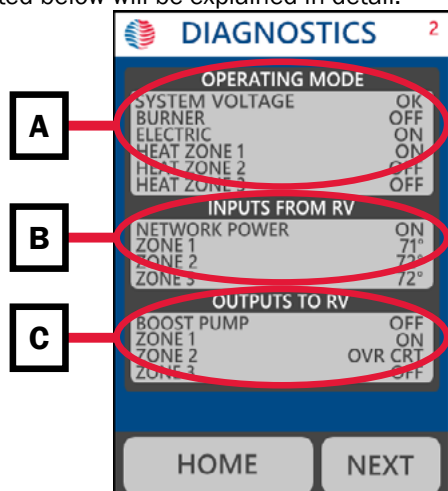 ted below will be explained in detail.
DIAGNOSTICS 2
OPERATING MODE
SYSTEM VOLTAGE OK
BURNER OFF
ELECTRIC ON
HEAT ZONE 1 ON
HEAT ZONE 2 OFF
HEAT ZONE 3 OFF
A
INPUTS FROM RV
NETWORK POWER ON
ZONE 1 71°
ZONE 2 72°
ZONE 3 72°
B
OUTPUTS TO RV
BOOST PUMP OFF
ZONE 1 ON
ZONE 2 OVR CRT
ZONE 3 OFF
C
HOME NEXT